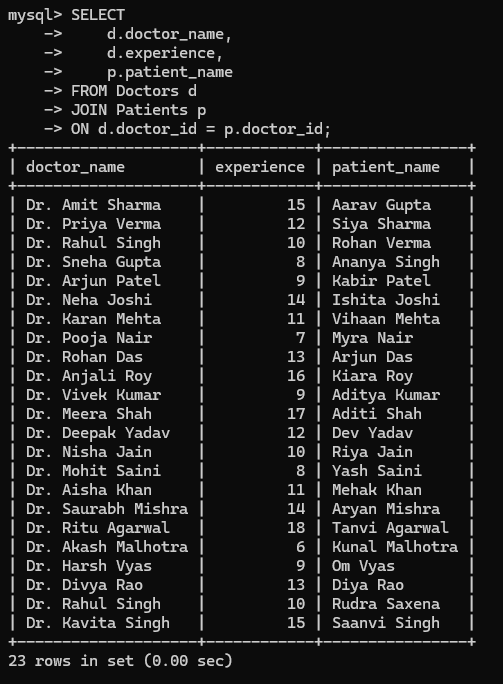 mysql> SELECT
    ->     d.doctor_name,
    ->     d.experience,
    ->     p.patient_name
    -> FROM Doctors d
    -> JOIN Patients p
    -> ON d.doctor_id = p.doctor_id;
+--------------------+------------+----------------+
| doctor_name        | experience | patient_name   |
+--------------------+------------+----------------+
| Dr. Amit Sharma    |         15 | Aarav Gupta    |
| Dr. Priya Verma    |         12 | Siya Sharma    |
| Dr. Rahul Singh    |         10 | Rohan Verma    |
| Dr. Sneha Gupta    |          8 | Ananya Singh   |
| Dr. Arjun Patel    |          9 | Kabir Patel    |
| Dr. Neha Joshi     |         14 | Ishita Joshi   |
| Dr. Karan Mehta    |         11 | Vihaan Mehta   |
| Dr. Pooja Nair     |          7 | Myra Nair      |
| Dr. Rohan Das      |         13 | Arjun Das      |
| Dr. Anjali Roy     |         16 | Kiara Roy      |
| Dr. Vivek Kumar    |          9 | Aditya Kumar   |
| Dr. Meera Shah     |         17 | Aditi Shah     |
| Dr. Deepak Yadav   |         12 | Dev Yadav      |
| Dr. Nisha Jain     |         10 | Riya Jain      |
| Dr. Mohit Saini    |          8 | Yash Saini     |
| Dr. Aisha Khan     |         11 | Mehak Khan     |
| Dr. Saurabh Mishra |         14 | Aryan Mishra   |
| Dr. Ritu Agarwal   |         18 | Tanvi Agarwal  |
| Dr. Akash Malhotra |          6 | Kunal Malhotra |
| Dr. Harsh Vyas     |          9 | Om Vyas        |
| Dr. Divya Rao      |         13 | Diya Rao       |
| Dr. Rahul Singh    |         10 | Rudra Saxena   |
| Dr. Kavita Singh   |         15 | Saanvi Singh   |
+--------------------+------------+----------------+
23 rows in set (0.00 sec)